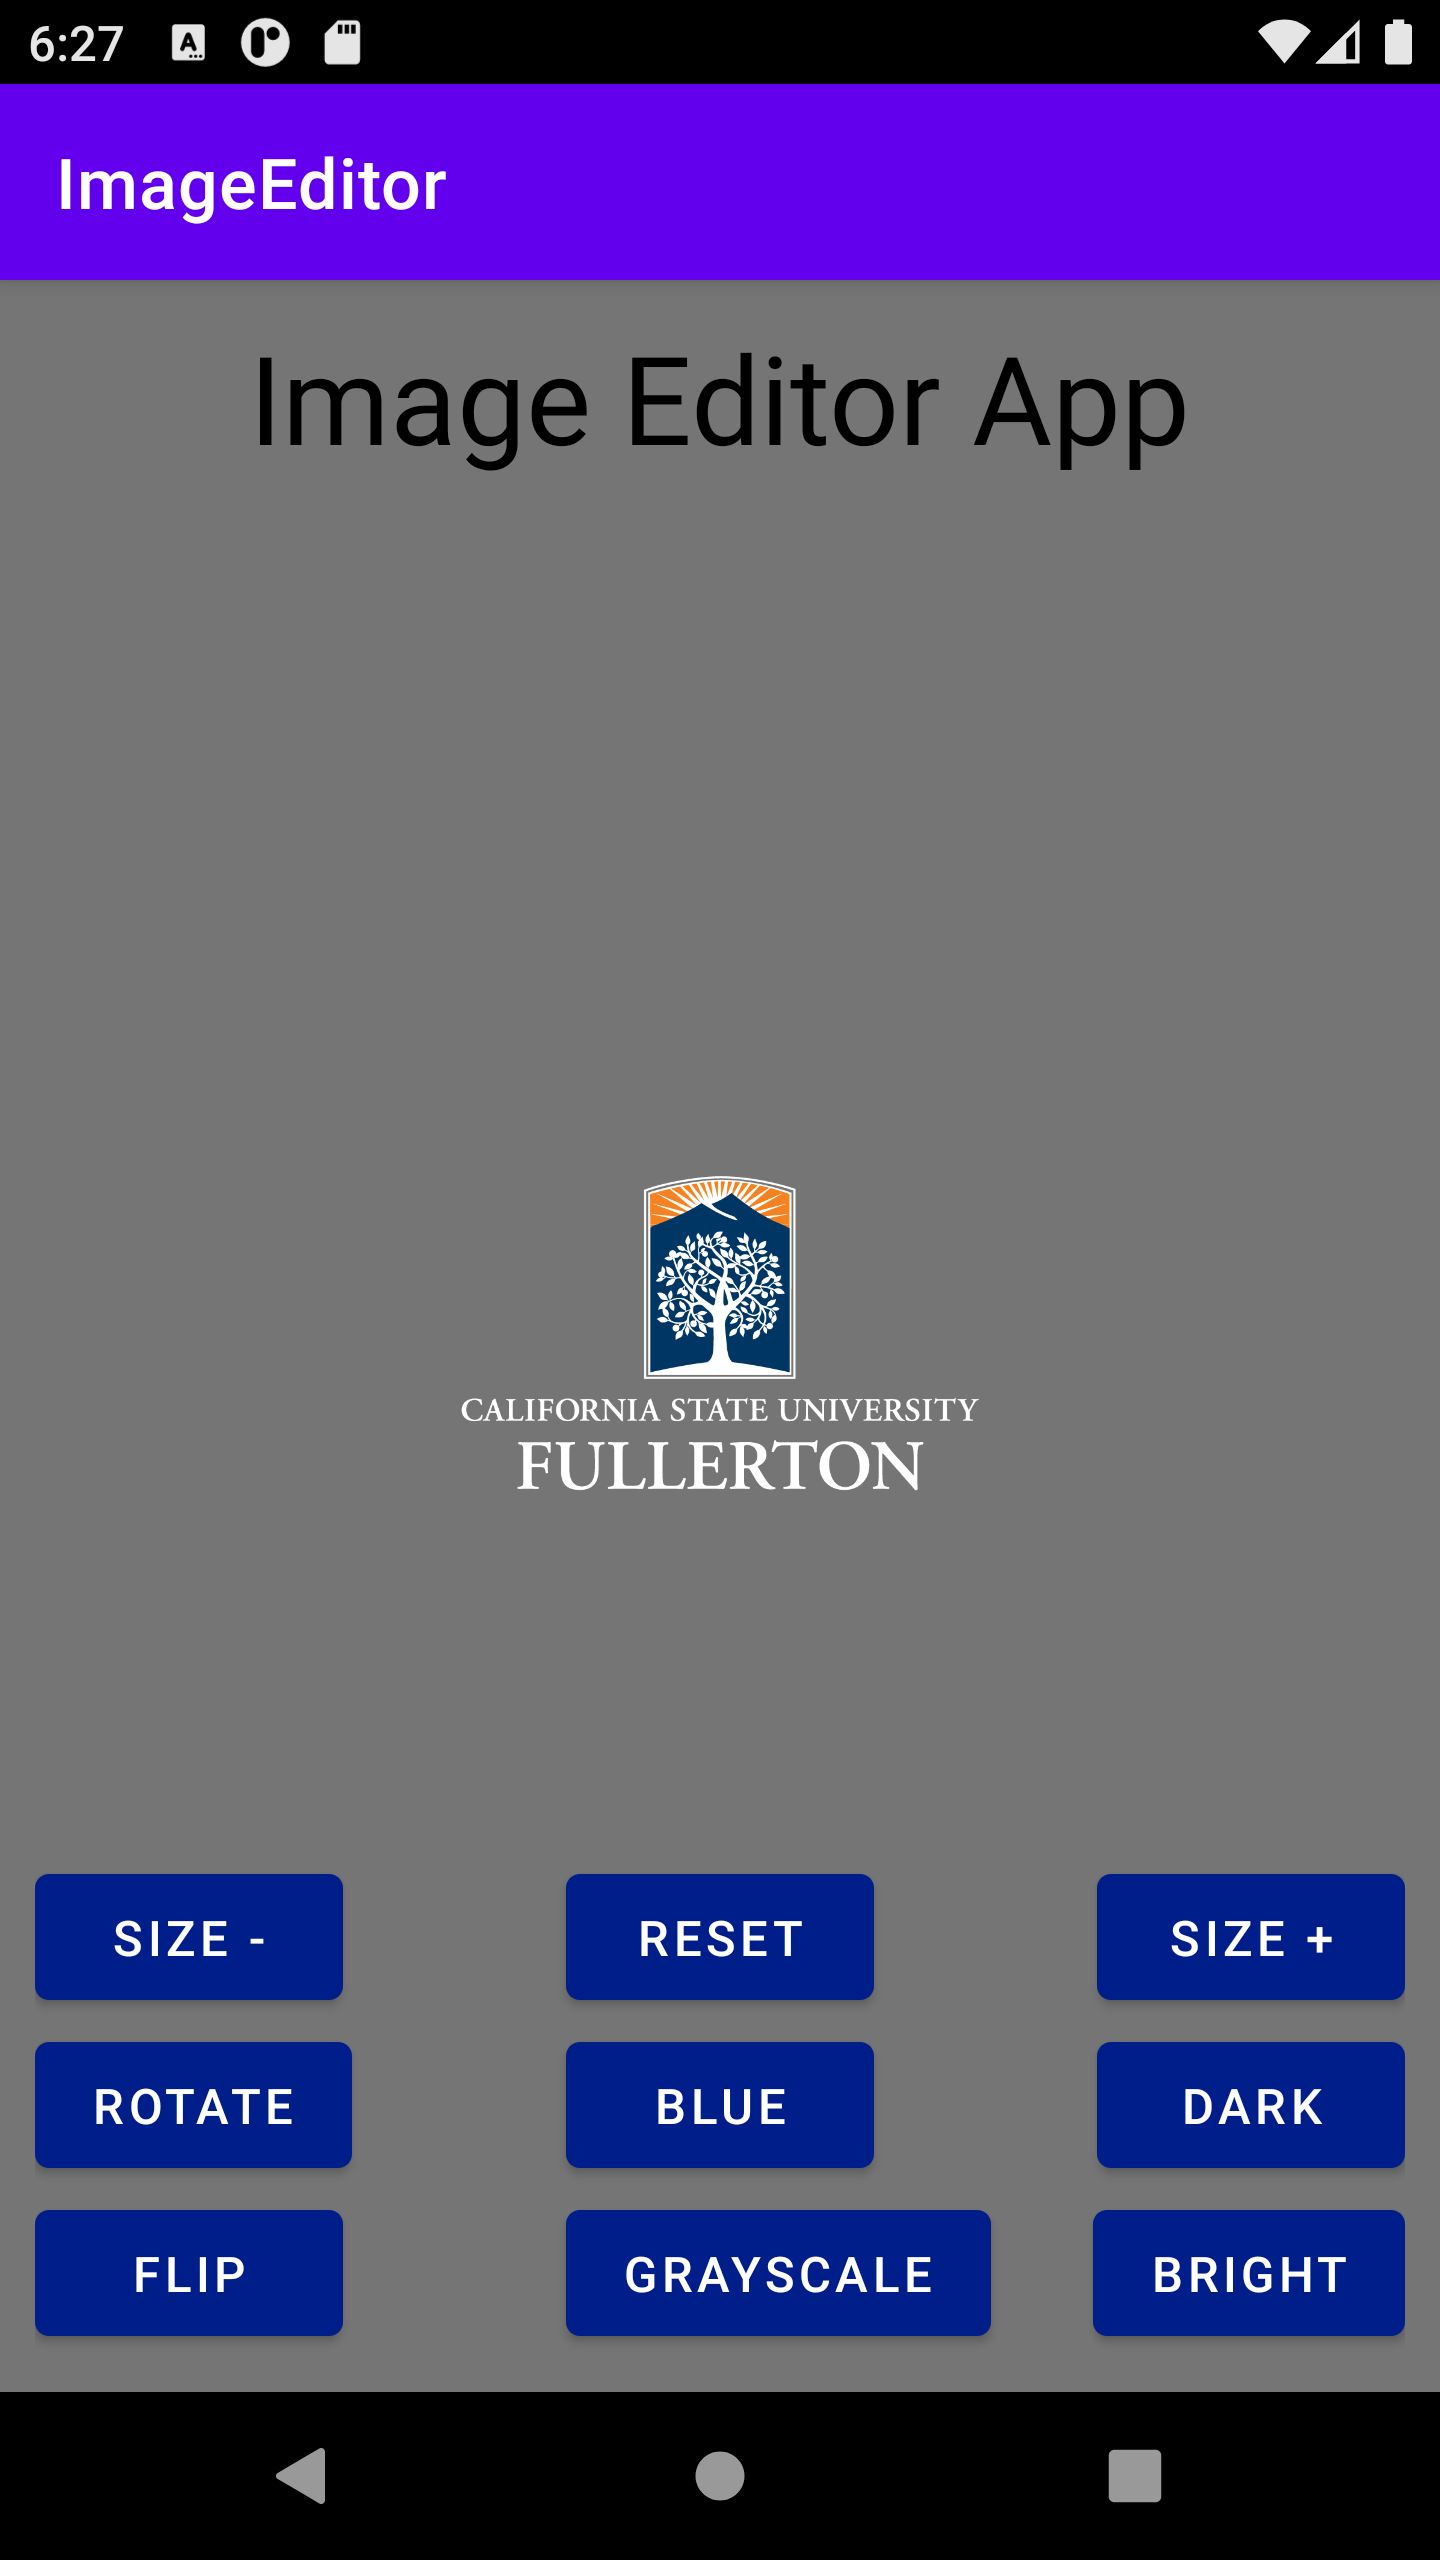 6:27
ImageEditor
Image Editor App
CALIFORNIA STATE UNIVERSITY
FULLERTON
SIZE - RESET SIZE +
ROTATE BLUE DARK
FLIP GRAYSCALE BRIGHT